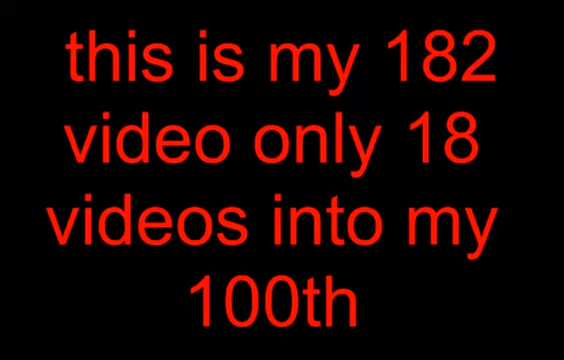 this is my 182
video only 18
videos into my
100th